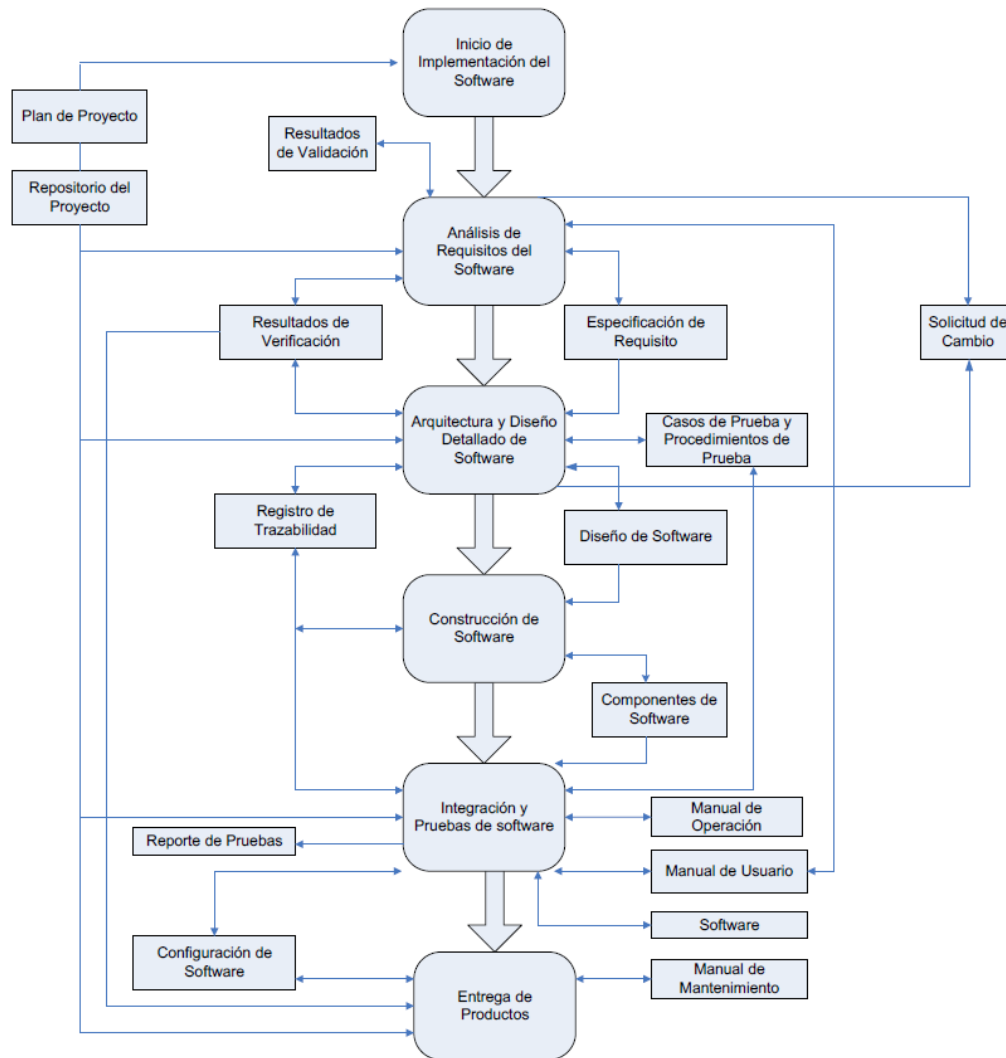 Inicio de
Implementación del
Software
Plan de Proyecto
Resultados
de Validación
Repositorio del
Proyecto
Análisis de
Requisitos del
Software
Resultados de
Verificación
Especificación de
Requisito
Solicitud de
Cambio
Arquitectura y Diseño
Detallado de
Software
Casos de Prueba y
Procedimientos de
Prueba
Registro de
Trazabilidad
Diseño de Software
Construcción de
Software
Componentes de
Software
Integración y
Pruebas de software
Manual de
Operación
Reporte de Pruebas
Manual de Usuario
Software
Configuración de
Software
Manual de
Mantenimiento
Entrega de
Productos